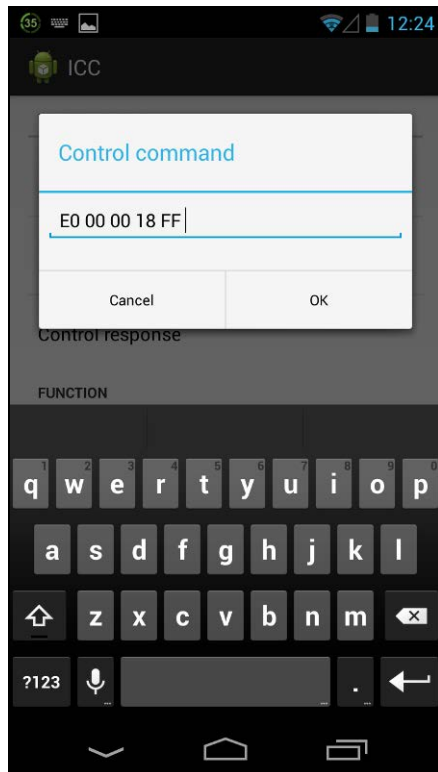 35
12:24
ICC
Control command
E0 00 00 18 FF
Cancel OK
Control response
FUNCTION
1 2 3 4 5 6 7 8 9 0
q w e r t y u i o p
a s d f g h j k l
z x c v b n m
?123 ... ... . ...